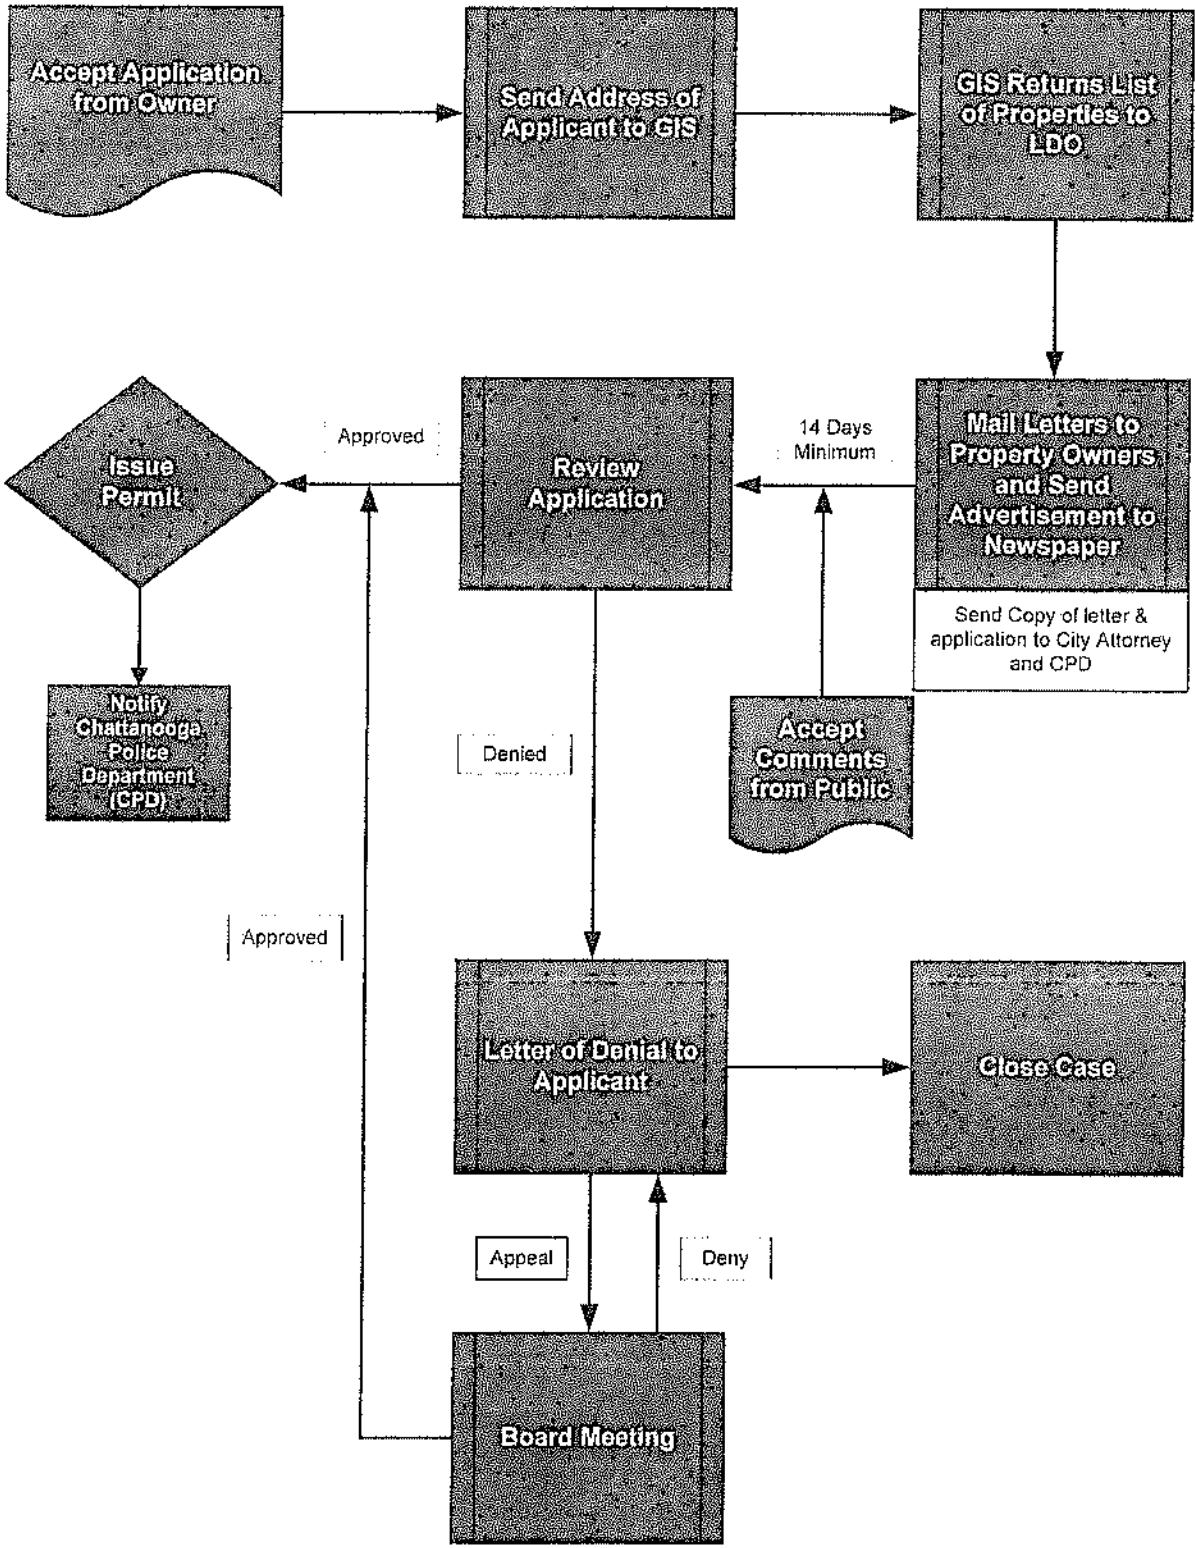 Accept Application
from Owner
Send Address of
Applicant to GIS
GIS Returns List
of Properties to
LDO
Issue
Permit
Approved
Review
Application
14 Days
Minimum
Mail Letters to
Property Owners
and Send
Advertisement to
Newspaper
Send Copy of letter &
application to City Attorney
and CPD
Notify
Chattanooga
Police
Department
(CPD)
Denied
Accept
Comments
from Public
Approved
Letter of Denial to
Applicant
Close Case
Appeal
Deny
Board Meeting